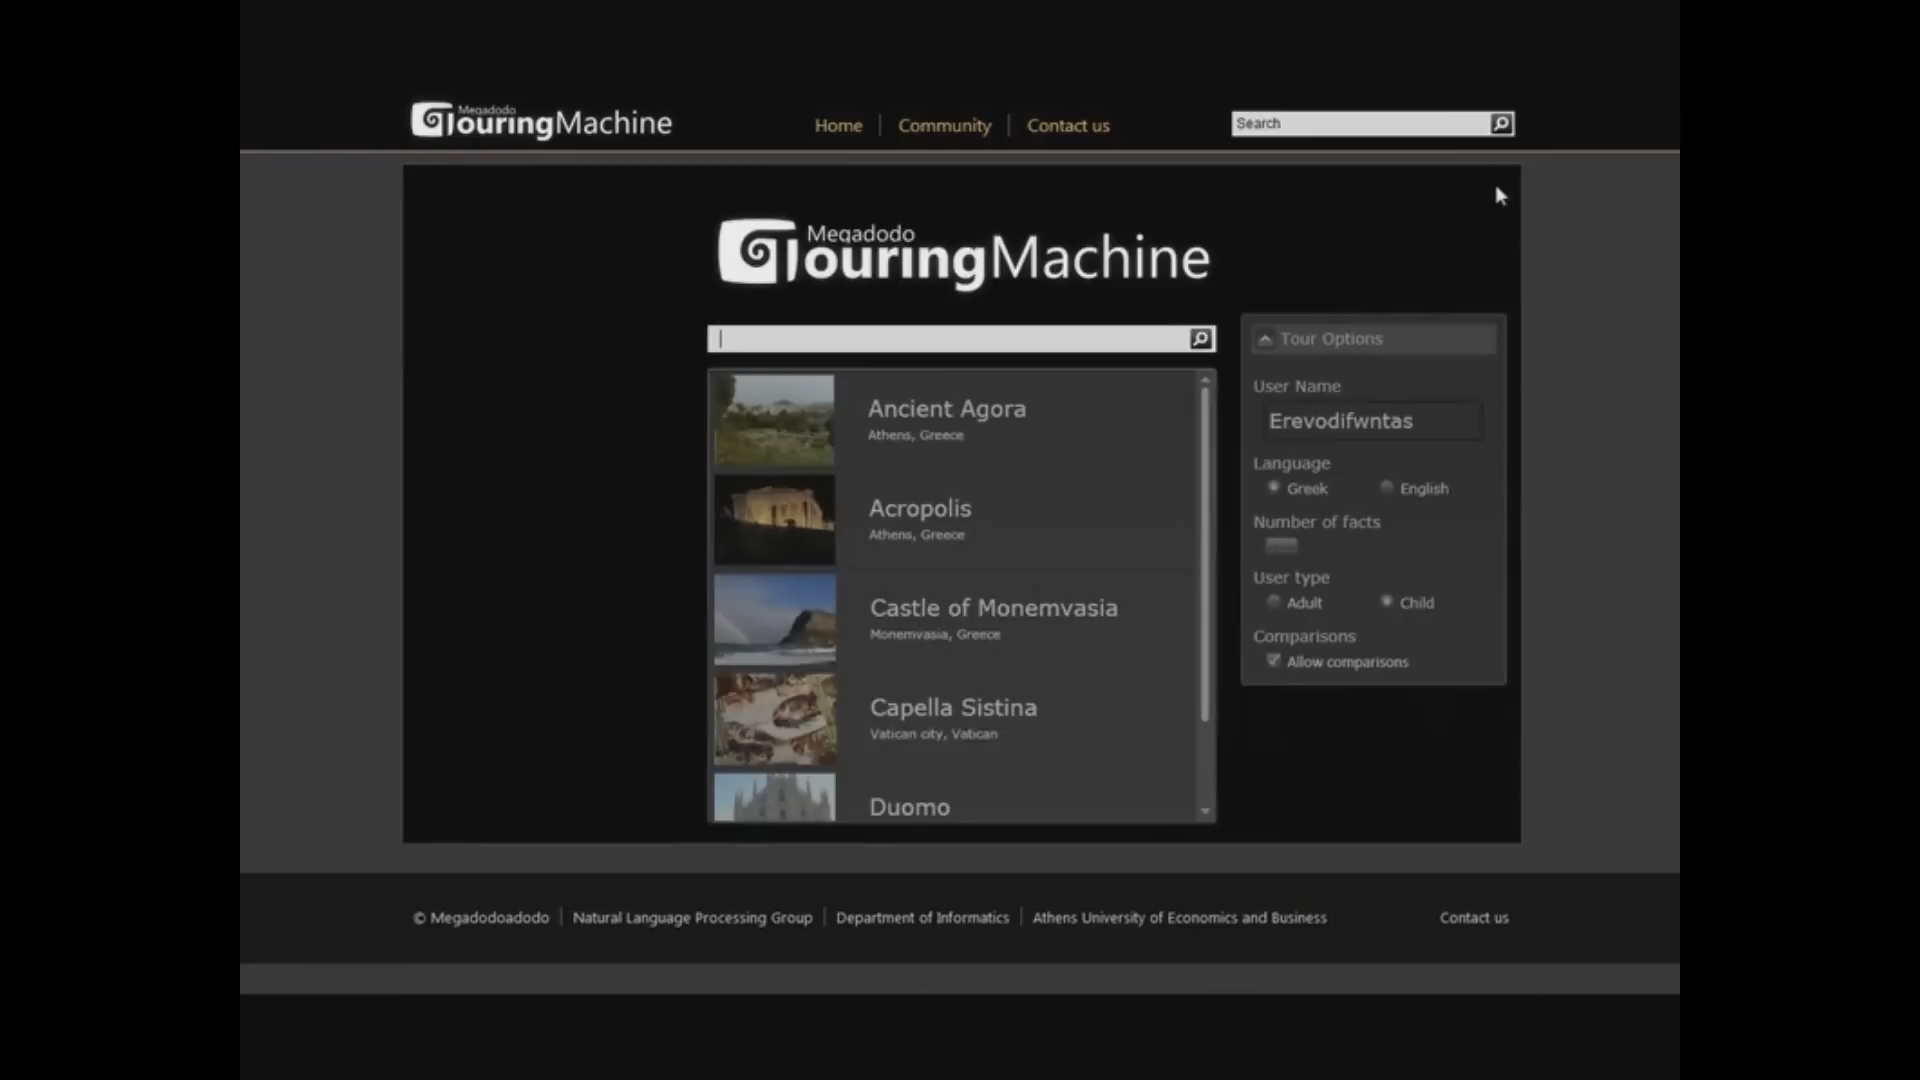 Megadodo
TouringMachine
Home
Community
Contact us
Search
Megadodo
TouringMachine
Ancient Agora
Athens, Greece
Acropolis
Athens, Greece
Castle of Monemvasia
Monemvasia, Greece
Capella Sistina
Vatican city, Vatican
Duomo
Tour Options
User Name
Erevodifwntas
Language
Greek
English
Number of facts
User type
Adult
Child
Comparisons
Allow comparisons
© Megadodoadodo
Natural Language Processing Group
Department of Informatics
Athens University of Economics and Business
Contact us